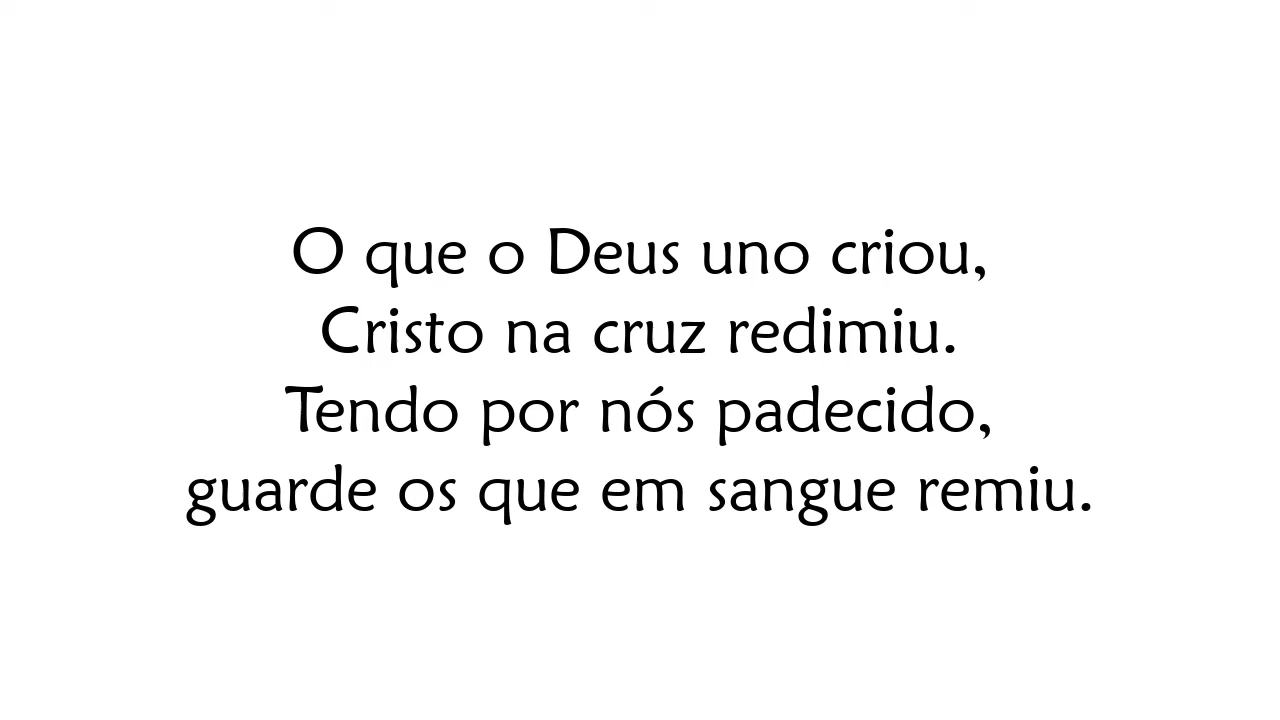 O que o Deus uno criou,
Cristo na cruz redimiu.
Tendo por nós padecido,
guarde os que em sangue remiu.